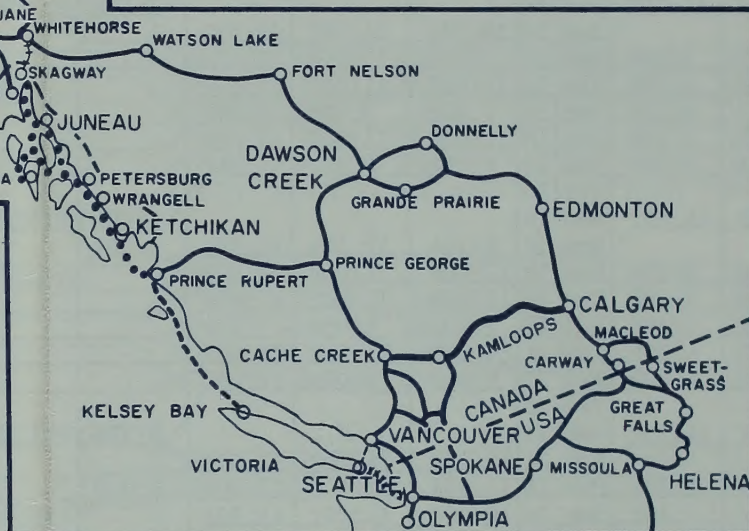 JANE
WHITEHORSE
WATSON LAKE
SKAGWAY
FORT NELSON
JUNEAU
DONNELLY
DAWSON
CREEK
A
PETERSBURG
WRANGELL
GRANDE PRAIRIE
EDMONTON
KETCHIKAN
PRINCE GEORGE
PRINCE RUPERT
CALGARY
MACLEOD
KAMLOOPS
CACHE CREEK
CARWAY
SWEET-
GRASS
CANADA
USA
GREAT
FALLS
KELSEY BAY
VANCOUVER
VICTORIA
SPOKANE
MISSOULA
SEATTLE
HELENA
OLYMPIA